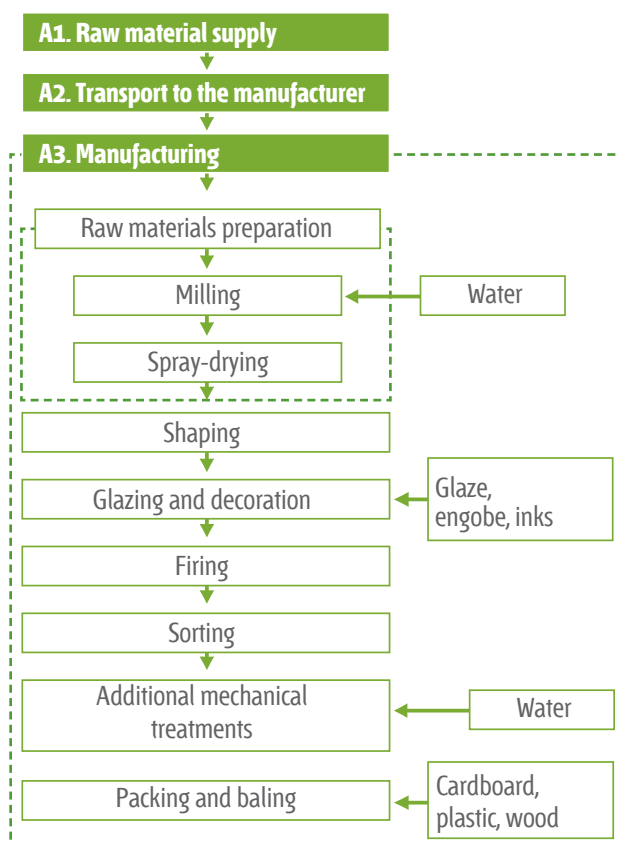 A1. Raw material supply
A2. Transport to the manufacturer
A3. Manufacturing
Raw materials preparation
Milling
Water
Spray-drying
Shaping
Glazing and decoration
Glaze,
engobe, inks
Firing
Sorting
Additional mechanical
treatments
Water
Packing and baling
Cardboard,
plastic, wood